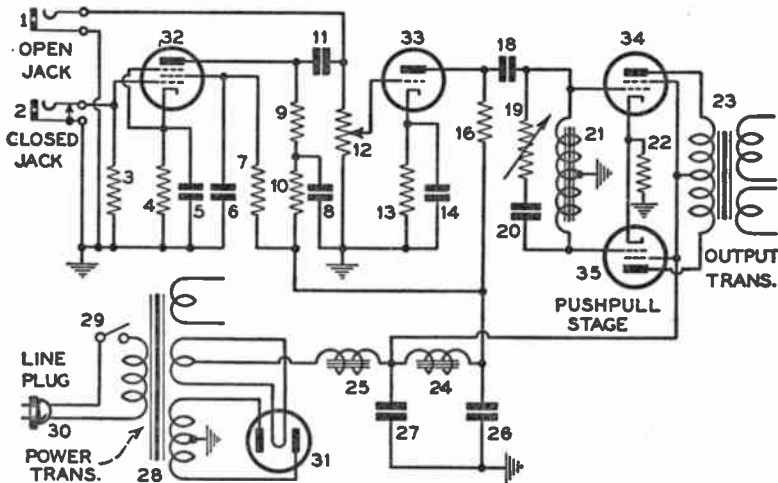 1
OPEN
JACK
2
CLOSED
JACK
32
11
33
18
34
3
4
5
6
7
9
10
8
12
13
14
16
19
20
21
22
23
35
OUTPUT
TRANS.
PUSHPULL
STAGE
29
LINE
PLUG
30
POWER
TRANS.
28
31
25
24
27
26